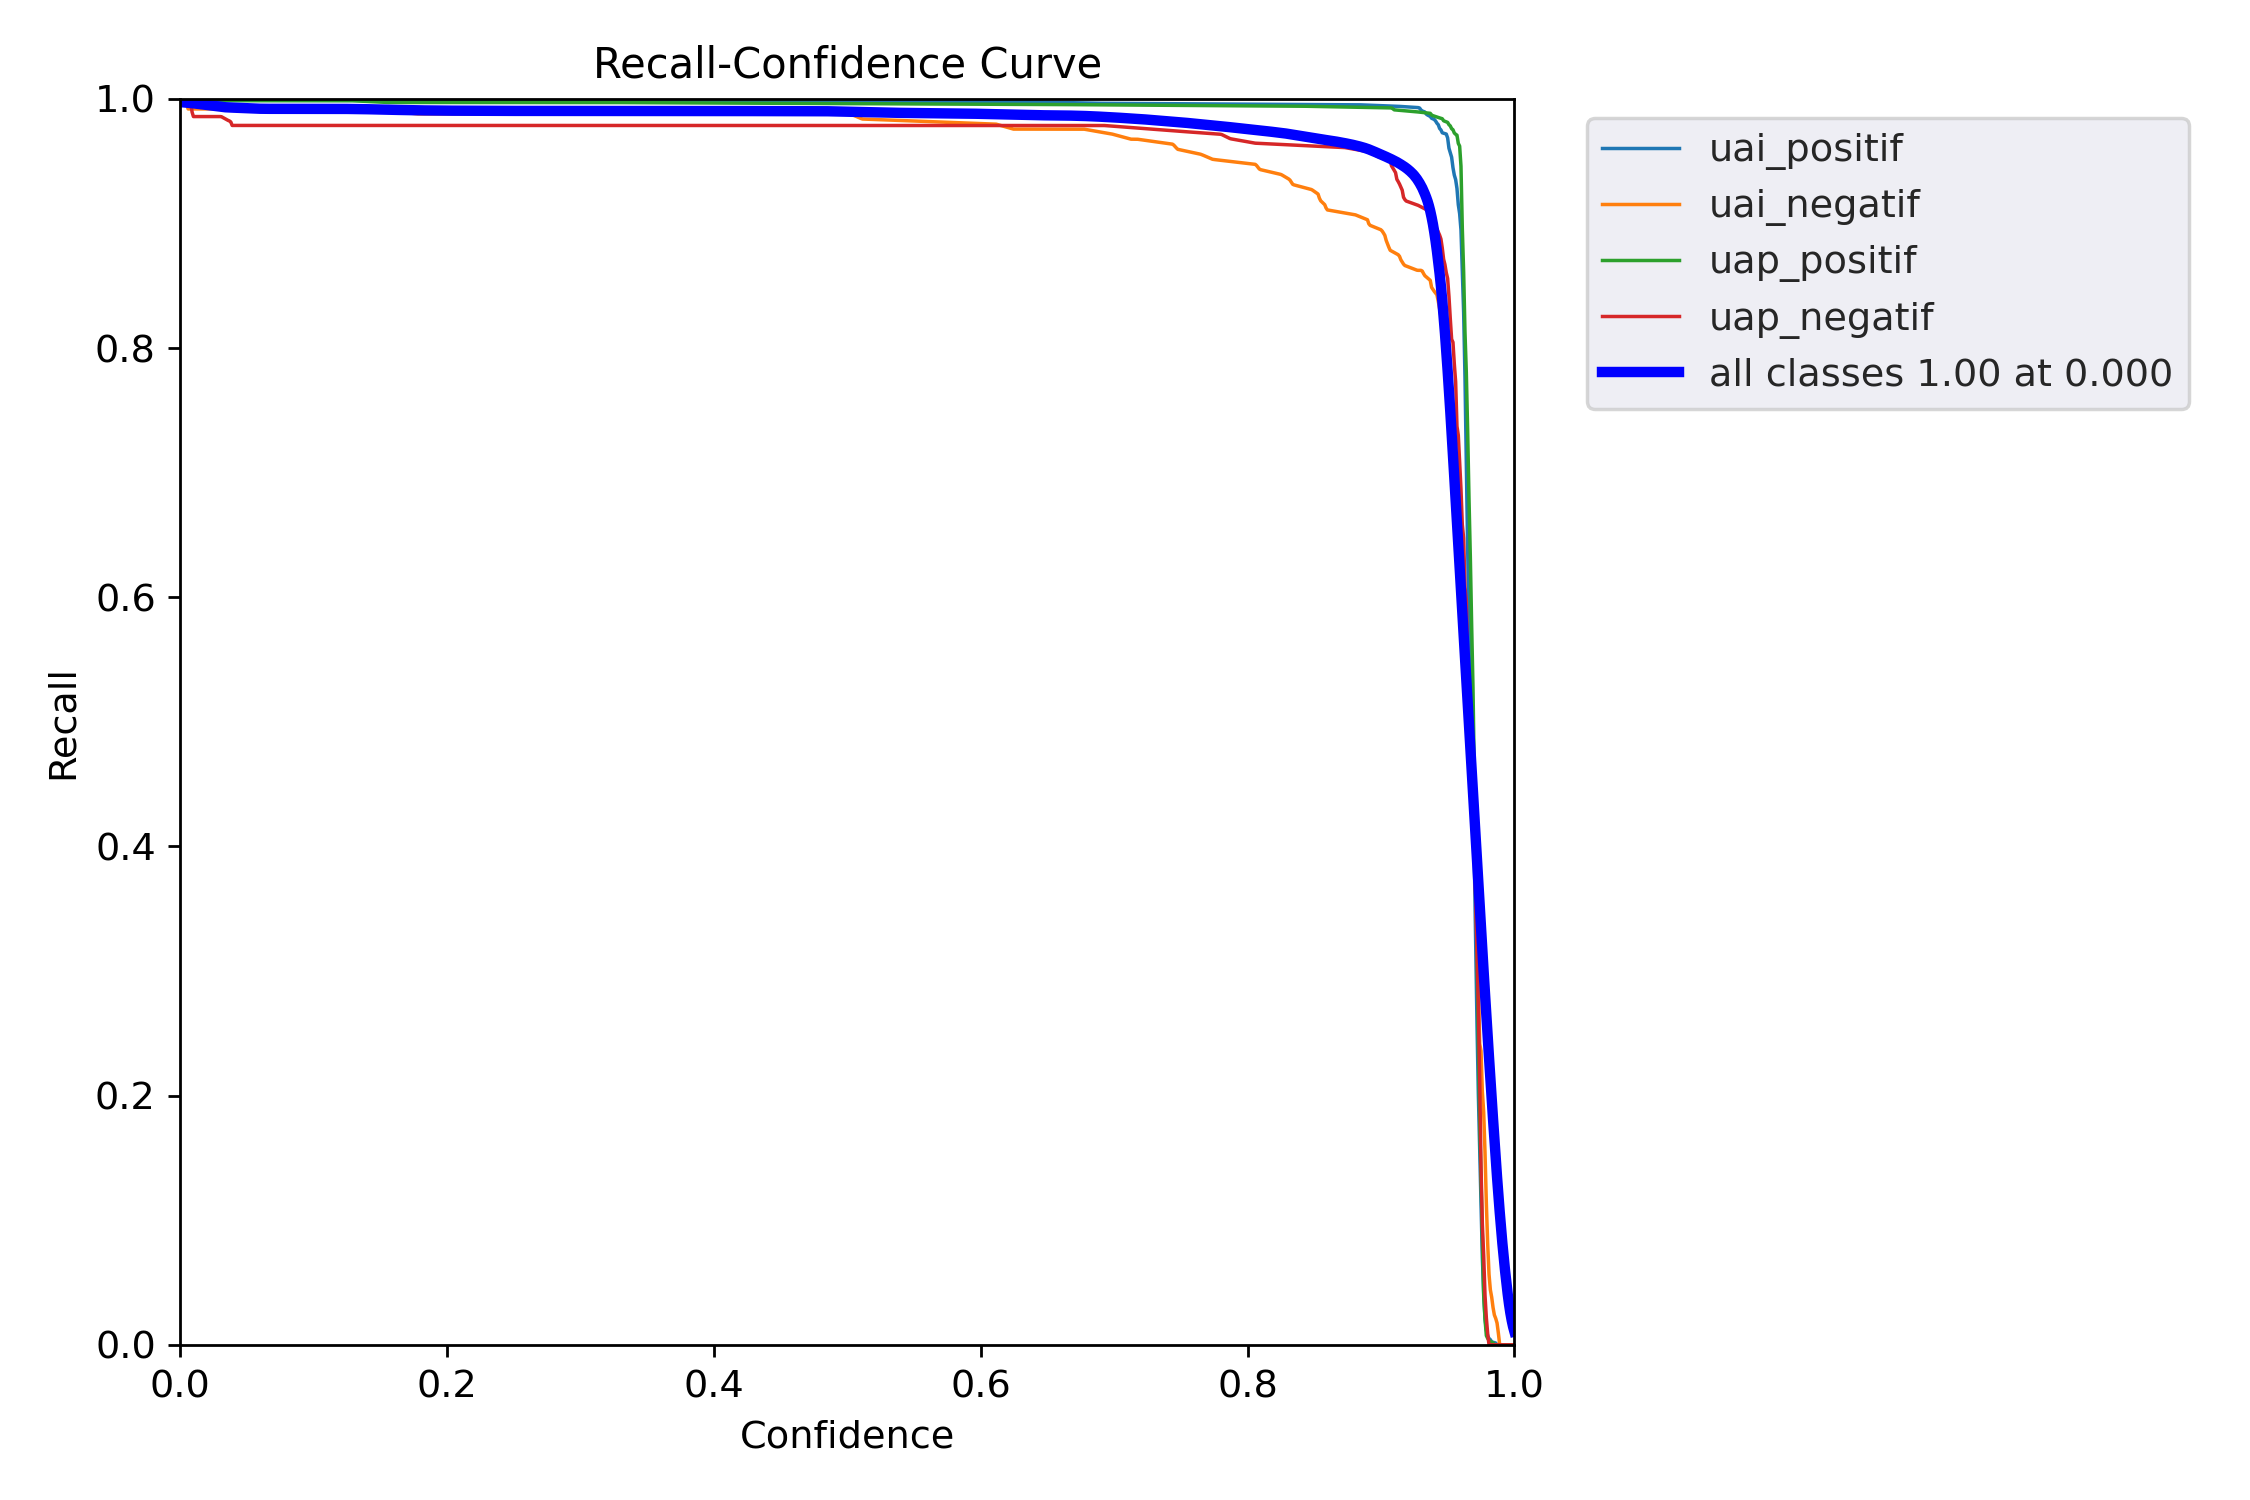 Recall-Confidence Curve
1.0
0.8
0.6
0.4
0.2
0.0
Recall
0.0 0.2 0.4 0.6 0.8 1.0
Confidence
uai_positif
uai_negatif
uap_positif
uap_negatif
all classes 1.00 at 0.000